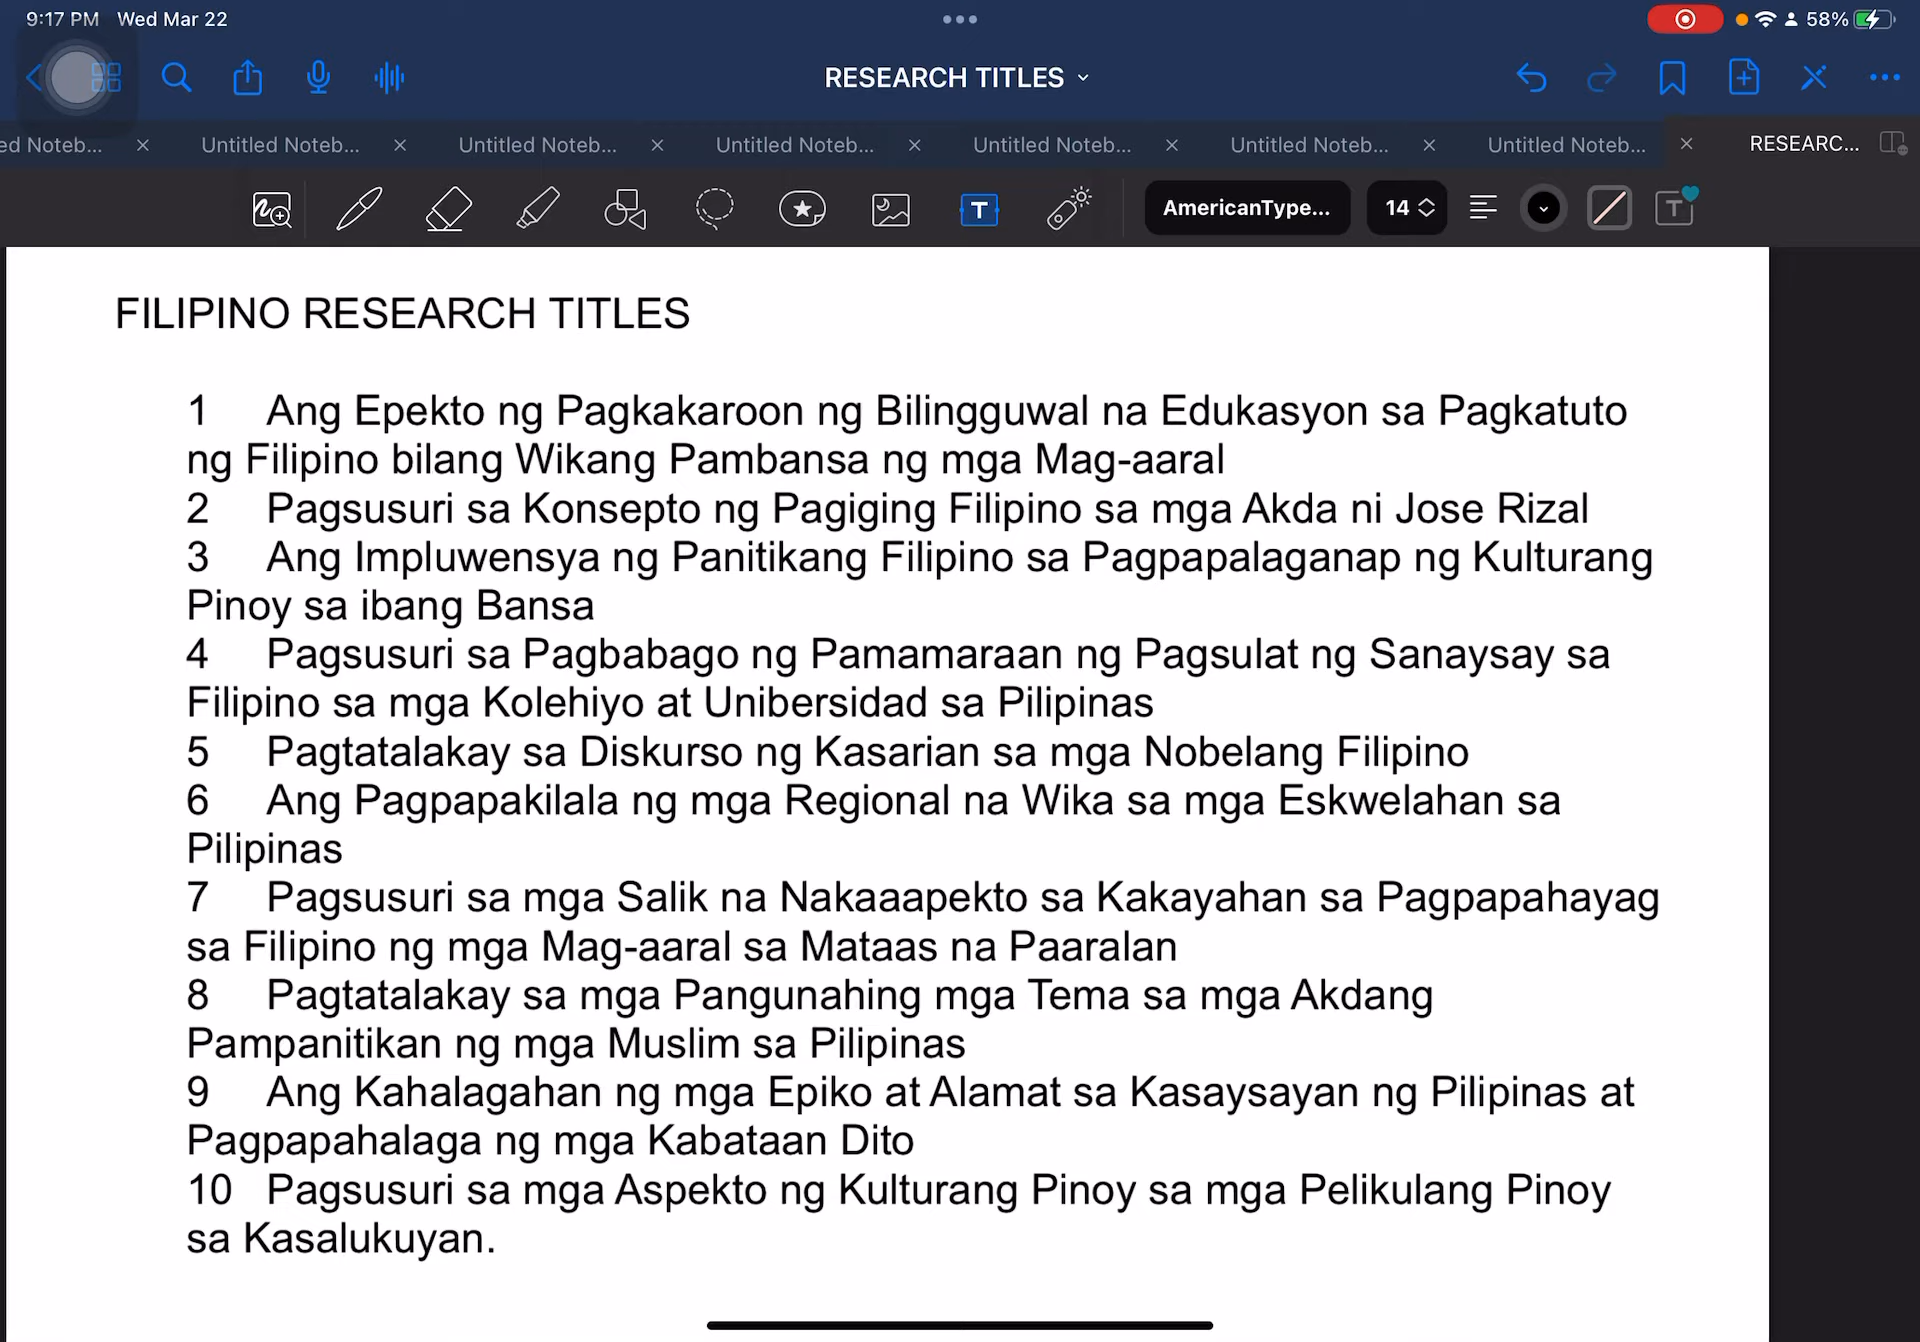 9:17 PM Wed Mar 22
58%
RESEARCH TITLES
ed Noteb... Untitled Noteb... Untitled Noteb... Untitled Noteb... Untitled Noteb... Untitled Noteb... Untitled Noteb... RESEARC...
T AmericanType... 14 T
FILIPINO RESEARCH TITLES
1 Ang Epekto ng Pagkakaroon ng Bilingguwal na Edukasyon sa Pagkatuto
ng Filipino bilang Wikang Pambansa ng mga Mag-aaral
2 Pagsusuri sa Konsepto ng Pagiging Filipino sa mga Akda ni Jose Rizal
3 Ang Impluwensya ng Panitikang Filipino sa Pagpapalaganap ng Kulturang
Pinoy sa ibang Bansa
4 Pagsusuri sa Pagbabago ng Pamamaraan ng Pagsulat ng Sanaysay sa
Filipino sa mga Kolehiyo at Unibersidad sa Pilipinas
5 Pagtatalakay sa Diskurso ng Kasarian sa mga Nobelang Filipino
6 Ang Pagpapakilala ng mga Regional na Wika sa mga Eskwelahan sa
Pilipinas
7 Pagsusuri sa mga Salik na Nakaaapekto sa Kakayahan sa Pagpapahayag
sa Filipino ng mga Mag-aaral sa Mataas na Paaralan
8 Pagtatalakay sa mga Pangunahing mga Tema sa mga Akdang
Pampanitikan ng mga Muslim sa Pilipinas
9 Ang Kahalagahan ng mga Epiko at Alamat sa Kasaysayan ng Pilipinas at
Pagpapahalaga ng mga Kabataan Dito
10 Pagsusuri sa mga Aspekto ng Kulturang Pinoy sa mga Pelikulang Pinoy
sa Kasalukuyan.